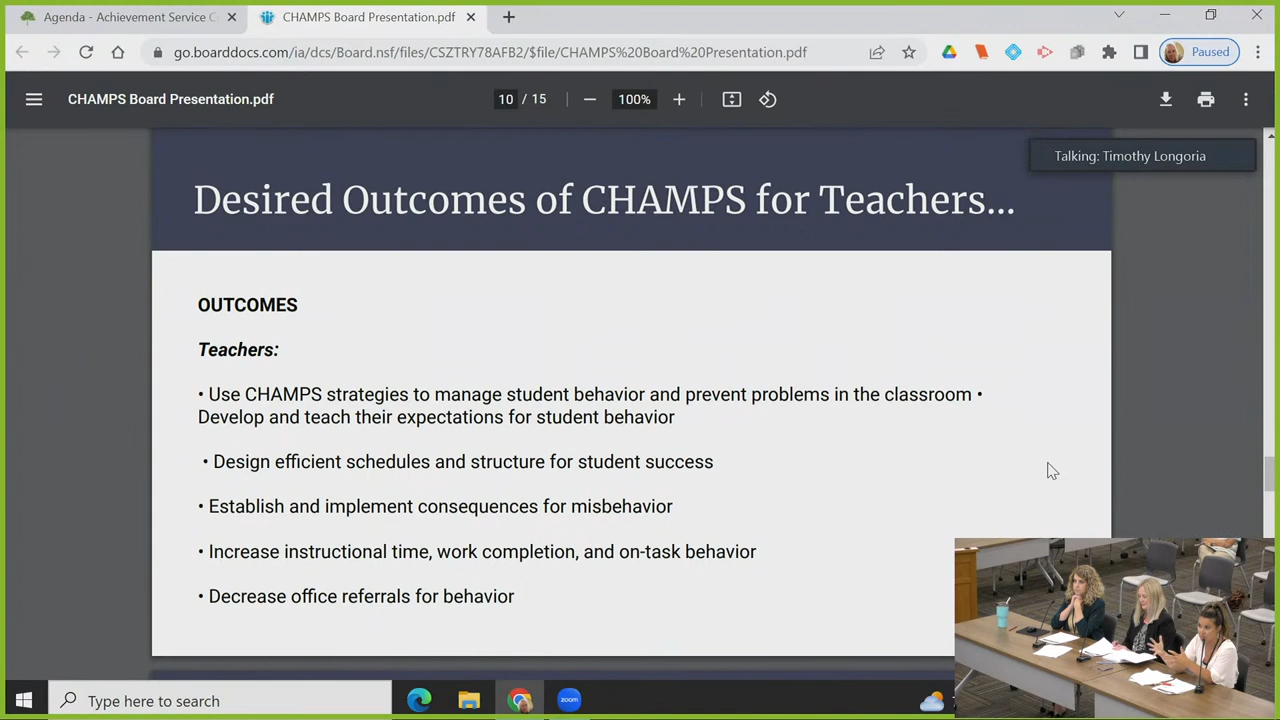 Agenda - Achievement Service C
CHAMPS Board Presentation.pdf
go.boarddocs.com/ia/dcs/Board.nsf/files/CSZTRY78AFB2/$file/CHAMPS%20Board%20Presentation.pdf
Paused
CHAMPS Board Presentation.pdf
10 / 15
100%
Talking: Timothy Longoria
Desired Outcomes of CHAMPS for Teachers...
OUTCOMES
Teachers:
• Use CHAMPS strategies to manage student behavior and prevent problems in the classroom •
Develop and teach their expectations for student behavior
• Design efficient schedules and structure for student success
• Establish and implement consequences for misbehavior
• Increase instructional time, work completion, and on-task behavior
• Decrease office referrals for behavior
Type here to search
zoom